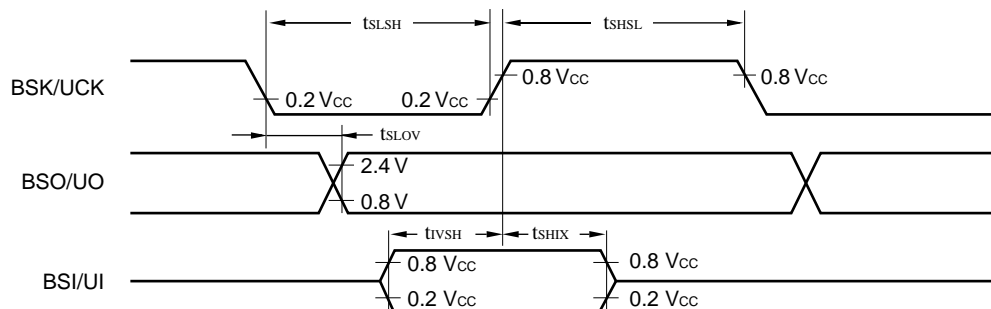 tSLSH tSHSL
BSK/UCK 0.2 VCC 0.2 VCC 0.8 VCC 0.8 VCC
tSLOV
BSO/UO 2.4 V
0.8 V
tIVSH tSHIX
0.8 VCC 0.8 VCC
BSI/UI
0.2 VCC 0.2 VCC